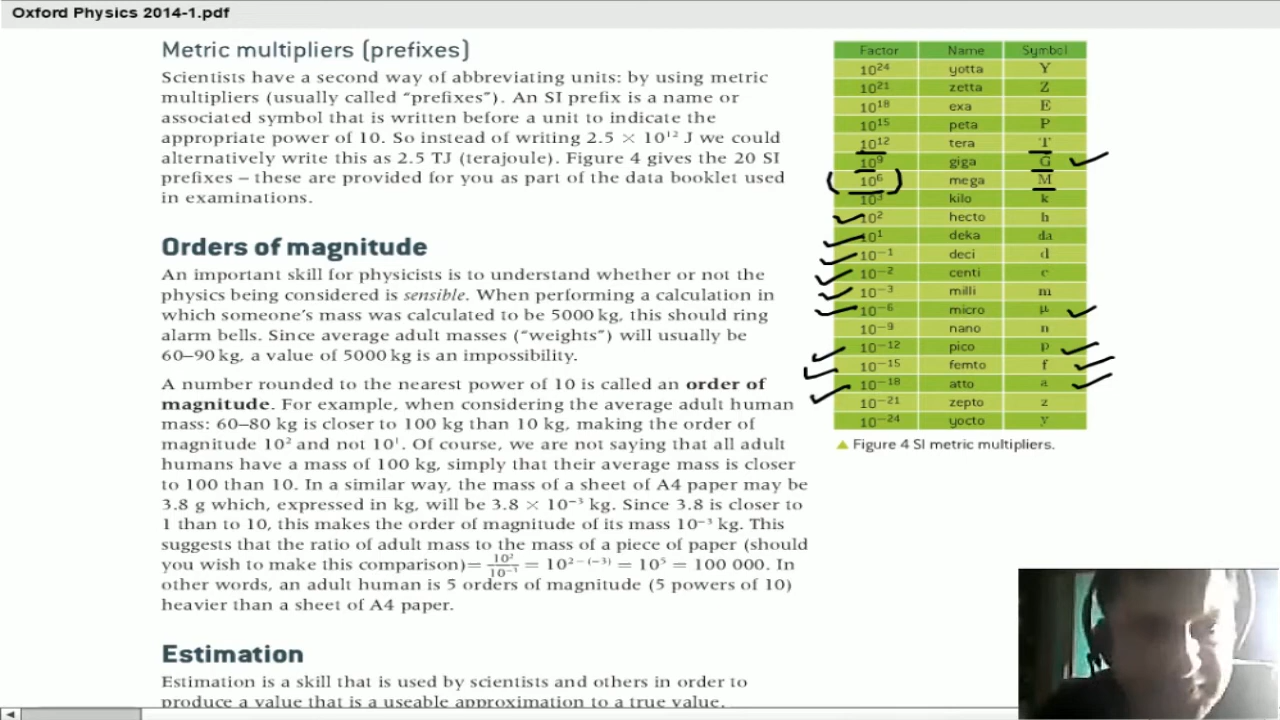 Oxford Physics 2014-1.pdf
Metric multipliers (prefixes)
Scientists have a second way of abbreviating units: by using metric
multipliers (usually called “prefixes”). An SI prefix is a name or
associated symbol that is written before a unit to indicate the
appropriate power of 10. So instead of writing 2.5 × 10¹² J we could
alternatively write this as 2.5 TJ (terajoule). Figure 4 gives the 20 SI
prefixes – these are provided for you as part of the data booklet used
in examinations.
Orders of magnitude
An important skill for physicists is to understand whether or not the
physics being considered is sensible. When performing a calculation in
which someone's mass was calculated to be 5000 kg, this should ring
alarm bells. Since average adult masses (“weights”) will usually be
60–90 kg, a value of 5000 kg is an impossibility.
A number rounded to the nearest power of 10 is called an order of
magnitude. For example, when considering the average adult human
mass: 60–80 kg is closer to 100 kg than 10 kg, making the order of
magnitude 10² and not 10¹. Of course, we are not saying that all adult
humans have a mass of 100 kg, simply that their average mass is closer
to 100 than 10. In a similar way, the mass of a sheet of A4 paper may be
3.8 g which, expressed in kg, will be 3.8 × 10⁻³ kg. Since 3.8 is closer to
1 than to 10, this makes the order of magnitude of its mass 10⁻³ kg. This
suggests that the ratio of adult mass to the mass of a piece of paper (should
you wish to make this comparison)= 10²/10⁻³ = 10²⁻⁽⁻³⁾ = 10⁵ = 100 000. In
other words, an adult human is 5 orders of magnitude (5 powers of 10)
heavier than a sheet of A4 paper.
Estimation
Estimation is a skill that is used by scientists and others in order to
produce a value that is a useable approximation to a true value.
Factor Name Symbol
10²⁴ yotta Y
10²¹ zetta Z
10¹⁸ exa E
10¹⁵ peta P
10¹² tera T
10⁹ giga G
10⁶ mega M
10³ kilo k
10² hecto h
10¹ deka da
10⁻¹ deci d
10⁻² centi c
10⁻³ milli m
10⁻⁶ micro μ
10⁻⁹ nano n
10⁻¹² pico p
10⁻¹⁵ femto f
10⁻¹⁸ atto a
10⁻²¹ zepto z
10⁻²⁴ yocto y
Figure 4 SI metric multipliers.